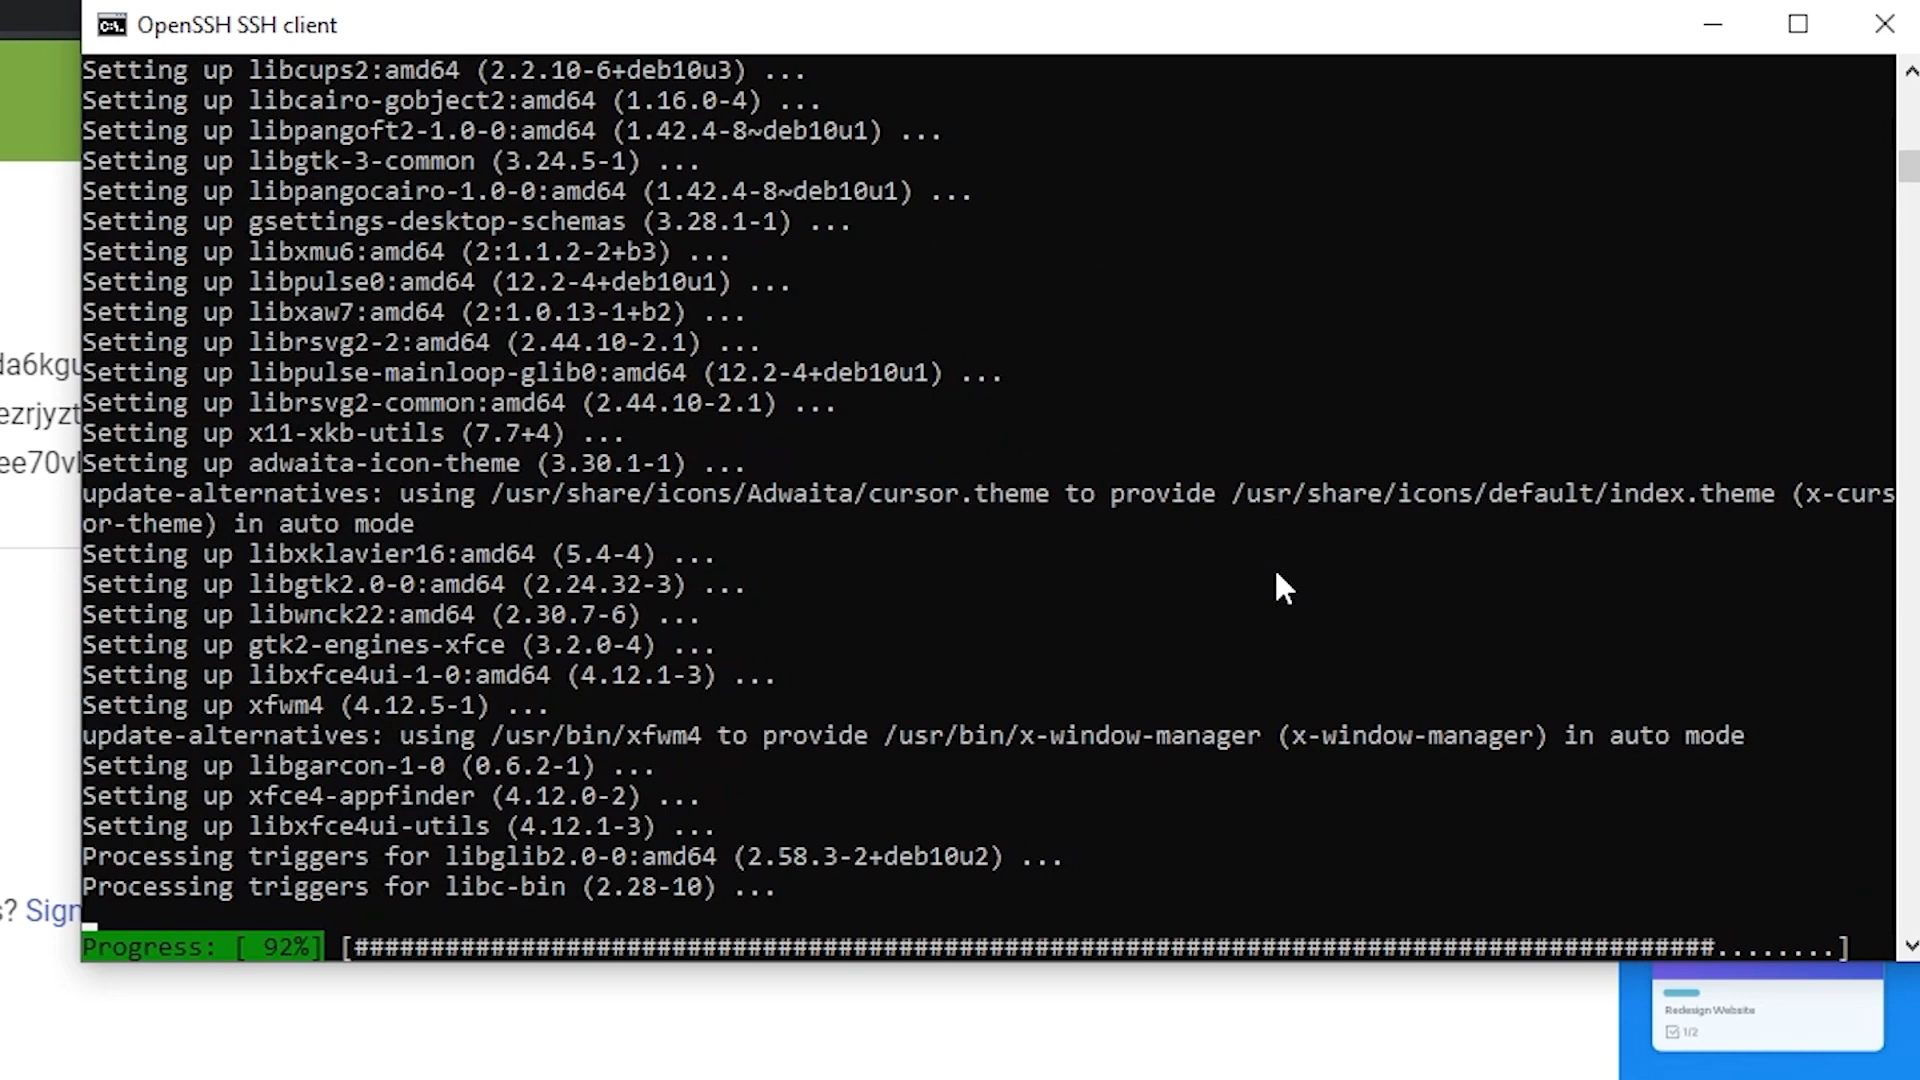 OpenSSH SSH client
Setting up libcups2:amd64 (2.2.10-6+deb10u3) ...
Setting up libcairo-gobject2:amd64 (1.16.0-4) ...
Setting up libpangoft2-1.0-0:amd64 (1.42.4-8~deb10u1) ...
Setting up libgtk-3-common (3.24.5-1) ...
Setting up libpangocairo-1.0-0:amd64 (1.42.4-8~deb10u1) ...
Setting up gsettings-desktop-schemas (3.28.1-1) ...
Setting up libxmu6:amd64 (2:1.1.2-2+b3) ...
Setting up libpulse0:amd64 (12.2-4+deb10u1) ...
Setting up libxaw7:amd64 (2:1.0.13-1+b2) ...
Setting up librsvg2-2:amd64 (2.44.10-2.1) ...
da6kgu
Setting up libpulse-mainloop-glib0:amd64 (12.2-4+deb10u1) ...
ezrjyzt
Setting up librsvg2-common:amd64 (2.44.10-2.1) ...
Setting up x11-xkb-utils (7.7+4) ...
ee70vl
Setting up adwaita-icon-theme (3.30.1-1) ...
update-alternatives: using /usr/share/icons/Adwaita/cursor.theme to provide /usr/share/icons/default/index.theme (x-curs
or-theme) in auto mode
Setting up libxklavier16:amd64 (5.4-4) ...
Setting up libgtk2.0-0:amd64 (2.24.32-3) ...
Setting up libwnck22:amd64 (2.30.7-6) ...
Setting up gtk2-engines-xfce (3.2.0-4) ...
Setting up libxfce4ui-1-0:amd64 (4.12.1-3) ...
Setting up xfwm4 (4.12.5-1) ...
update-alternatives: using /usr/bin/xfwm4 to provide /usr/bin/x-window-manager (x-window-manager) in auto mode
Setting up libgarcon-1-0 (0.6.2-1) ...
Setting up xfce4-appfinder (4.12.0-2) ...
Setting up libxfce4ui-utils (4.12.1-3) ...
Processing triggers for libglib2.0-0:amd64 (2.58.3-2+deb10u2) ...
Processing triggers for libc-bin (2.28-10) ...
s? Sign
Progress: [ 92%] [##########################################################################################........]
Redesign Website
1/2